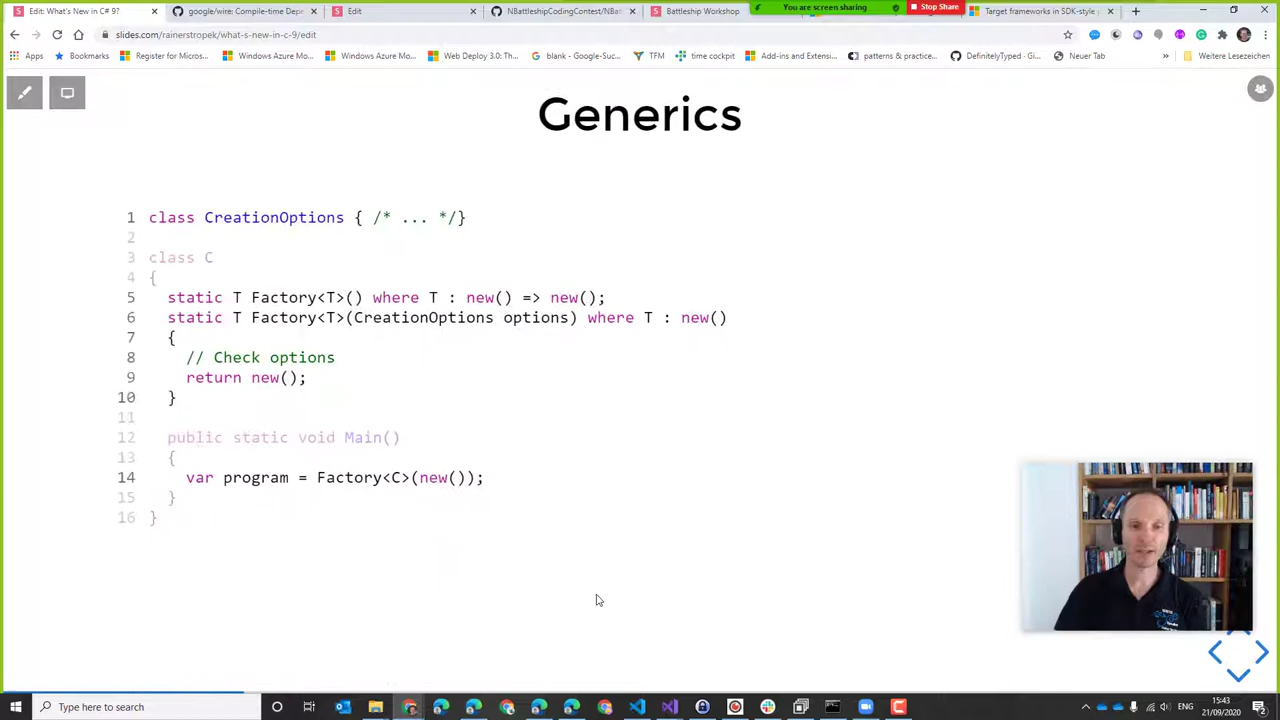 Edit: What's New in C# 9?
google/wire: Compile-time Depe
Edit
NBattleshipCodingContest/NBat
Battleship Workshop
You are screen sharing
Stop Share
Target frameworks in SDK-style p
slides.com/rainerstropek/what-s-new-in-c-9/edit
Apps
Bookmarks
Register for Micros...
Windows Azure Mo...
Windows Azure Mo...
Web Deploy 3.0: Th...
blank - Google-Suc...
TFM
time cockpit
Add-ins and Extensi...
patterns & practice...
DefinitelyTyped · Gi...
Neuer Tab
»
Weitere Lesezeichen
Generics
1 class CreationOptions { /* ... */}
2
3 class C
4 {
5 static T Factory<T>() where T : new() => new();
6 static T Factory<T>(CreationOptions options) where T : new()
7 {
8 // Check options
9 return new();
10 }
11
12 public static void Main()
13 {
14 var program = Factory<C>(new());
15 }
16 }
Type here to search
ENG
15:43
21/09/2020